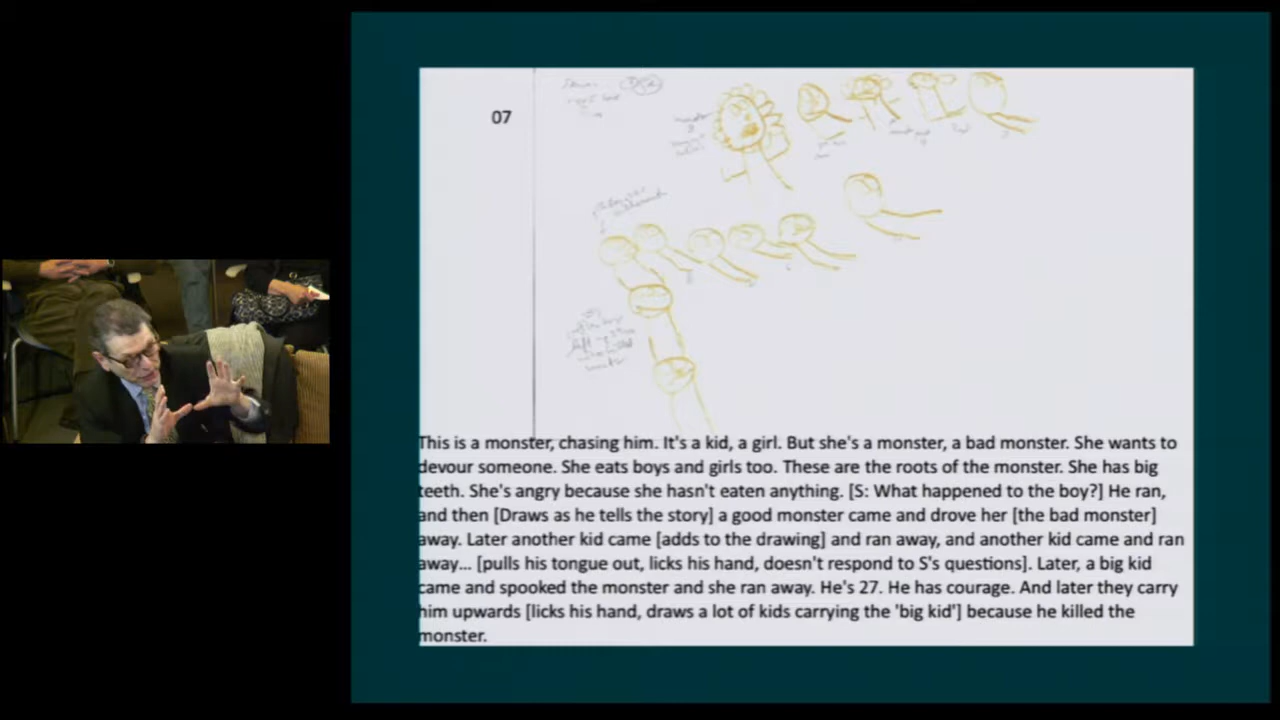 07
This is a monster, chasing him. It's a kid, a girl. But she's a monster, a bad monster. She wants to
devour someone. She eats boys and girls too. These are the roots of the monster. She has big
teeth. She's angry because she hasn't eaten anything. [S: What happened to the boy?] He ran,
and then [Draws as he tells the story] a good monster came and drove her [the bad monster]
away. Later another kid came [adds to the drawing] and ran away, and another kid came and ran
away... [pulls his tongue out, licks his hand, doesn't respond to S's questions]. Later, a big kid
came and spooked the monster and she ran away. He's 27. He has courage. And later they carry
him upwards [licks his hand, draws a lot of kids carrying the 'big kid'] because he killed the
monster.